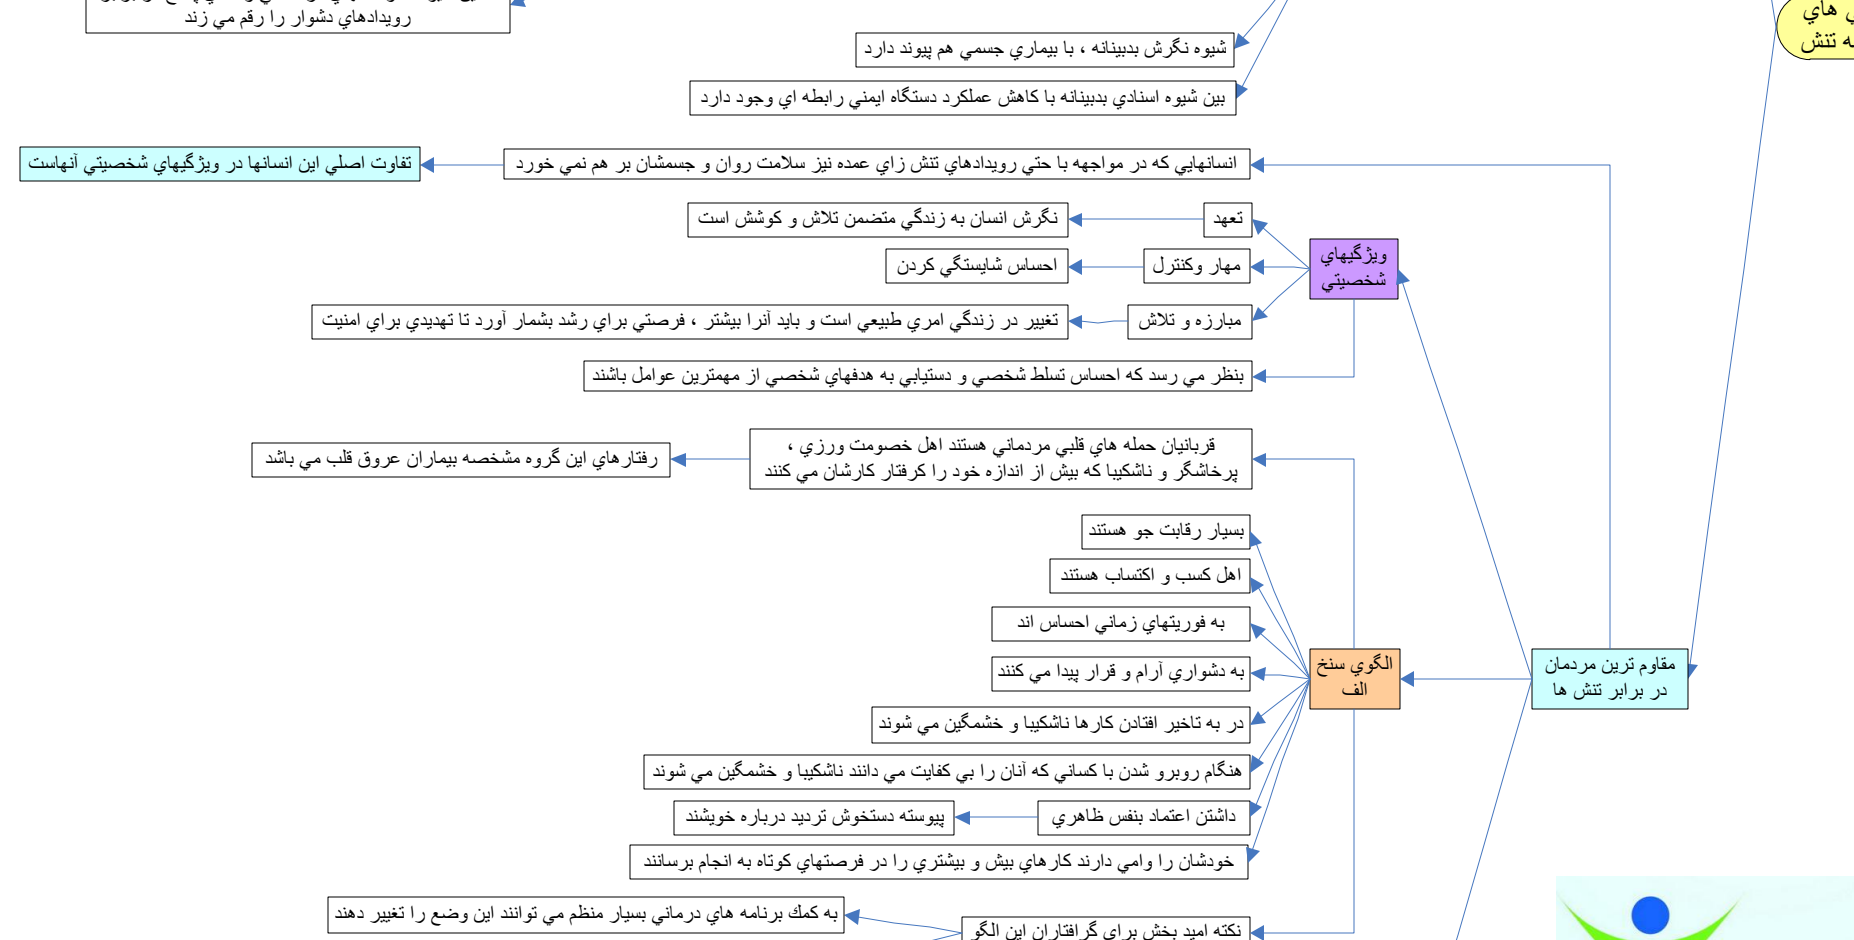 رويدادهاي دشوار را رقم مي زند
ي هاي
ه تنش
شيوه نگرش بدبينانه ، با بيماري جسمي هم پيوند دارد
بين شيوه اسنادي بدبينانه با كاهش عملكرد دستگاه ايمني رابطه اي وجود دارد
انسانهايي كه در مواجهه با حتي رويدادهاي تنش زاي عمده نيز سلامت روان و جسمشان بر هم نمي خورد
تفاوت اصلي اين انسانها در ويژگيهاي شخصيتي آنهاست
ويژگيهاي
شخصيتي
تعهد
نگرش انسان به زندگي متضمن تلاش و كوشش است
مهار وكنترل
احساس شايستگي كردن
مبارزه و تلاش
تغيير در زندگي امري طبيعي است و بايد آنرا بيشتر ، فرصتي براي رشد بشمار آورد تا تهديدي براي امنيت
بنظر مي رسد كه احساس تسلط شخصي و دستيابي به هدفهاي شخصي از مهمترين عوامل باشند
قربانيان حمله هاي قلبي مردماني هستند اهل خصومت ورزي ،
پرخاشگر و ناشكيبا كه بيش از اندازه خود را كرفتار كارشان مي كنند
رفتارهاي اين گروه مشخصه بيماران عروق قلب مي باشد
مقاوم ترين مردمان
در برابر تنش ها
الگوي سنخ
الف
بسيار رقابت جو هستند
اهل كسب و اكتساب هستند
به فوريتهاي زماني احساس اند
به دشواري آرام و قرار پيدا مي كنند
در به تاخير افتادن كارها ناشكيبا و خشمگين مي شوند
هنگام روبرو شدن با كساني كه آنان را بي كفايت مي دانند ناشكيبا و خشمگين مي شوند
داشتن اعتماد بنفس ظاهري
پيوسته دستخوش ترديد درباره خويشند
خودشان را وامي دارند كارهاي بيش و بيشتري را در فرصتهاي كوتاه به انجام برسانند
نكته اميد بخش براي گرافتاران اين الگو
به كمك برنامه هاي درماني بسيار منظم مي توانند اين وضع را تغيير دهند